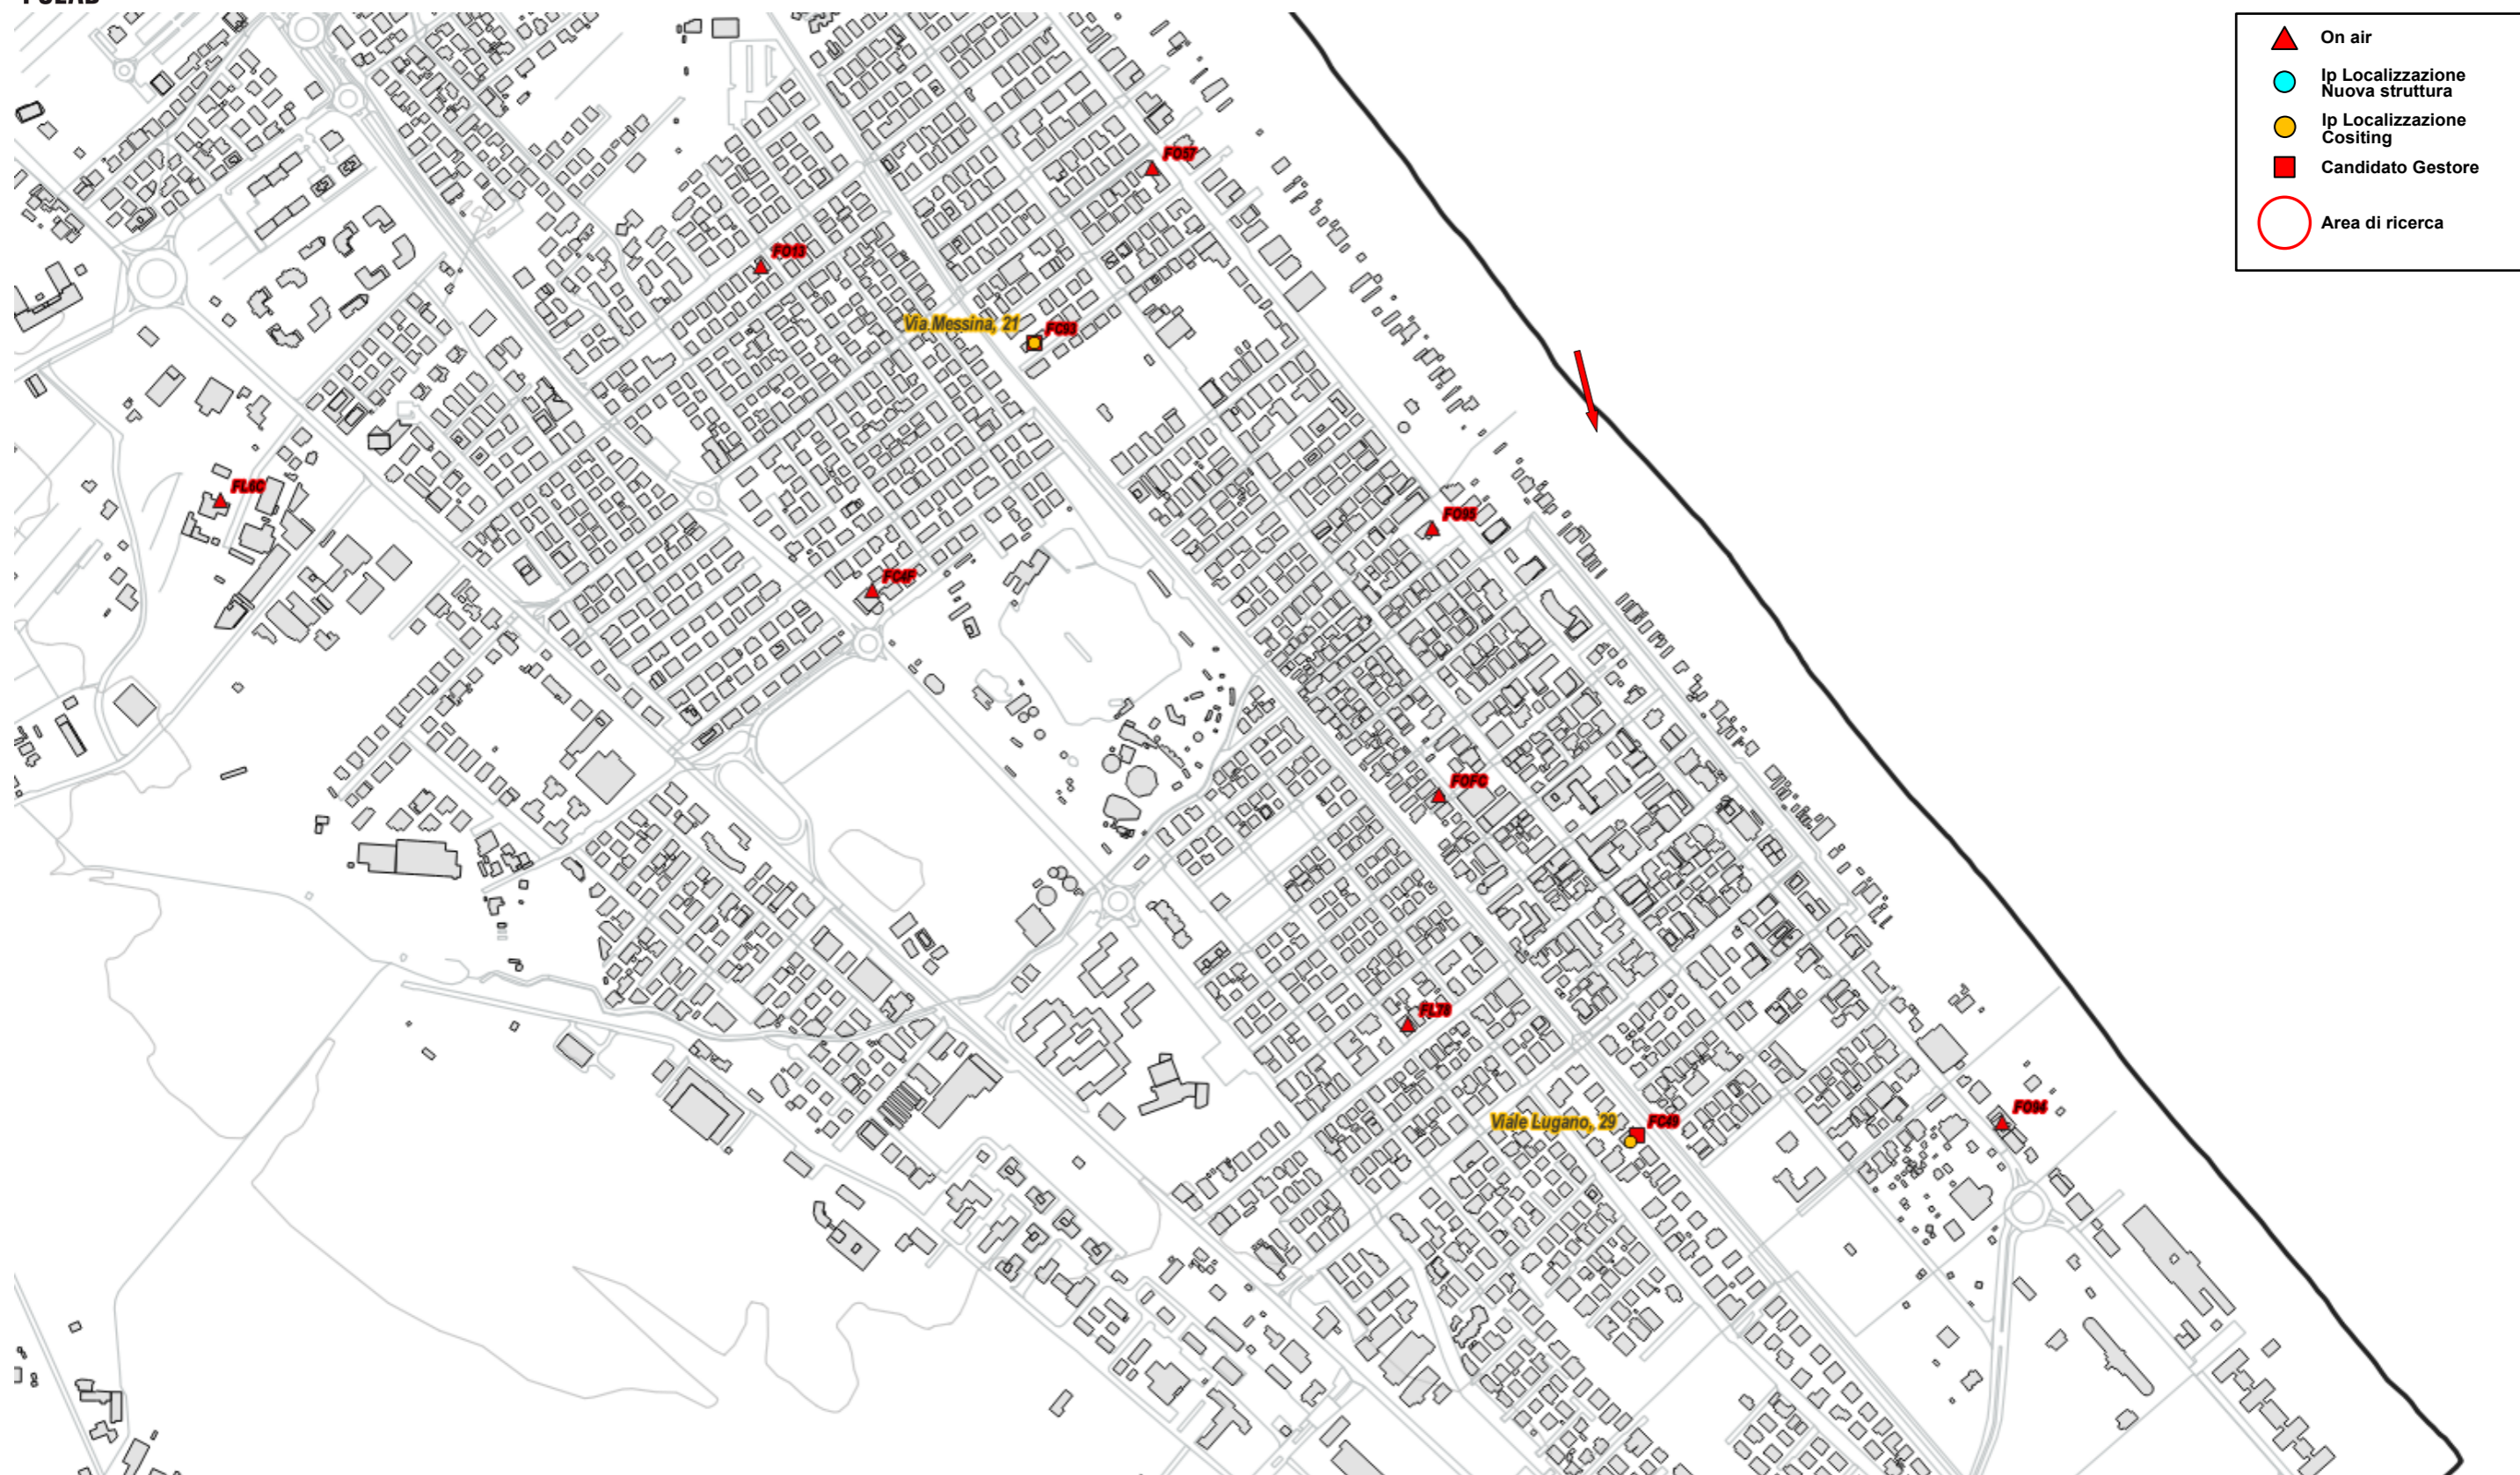 On air
Ip Localizzazione
Nuova struttura
Ip Localizzazione
Cositing
Candidato Gestore
Area di ricerca
FO57
FO13
Via Messina, 21
FC93
FL6C
FO95
FC4F
FOFC
FL78
Viale Lugano, 29
FC49
FO94